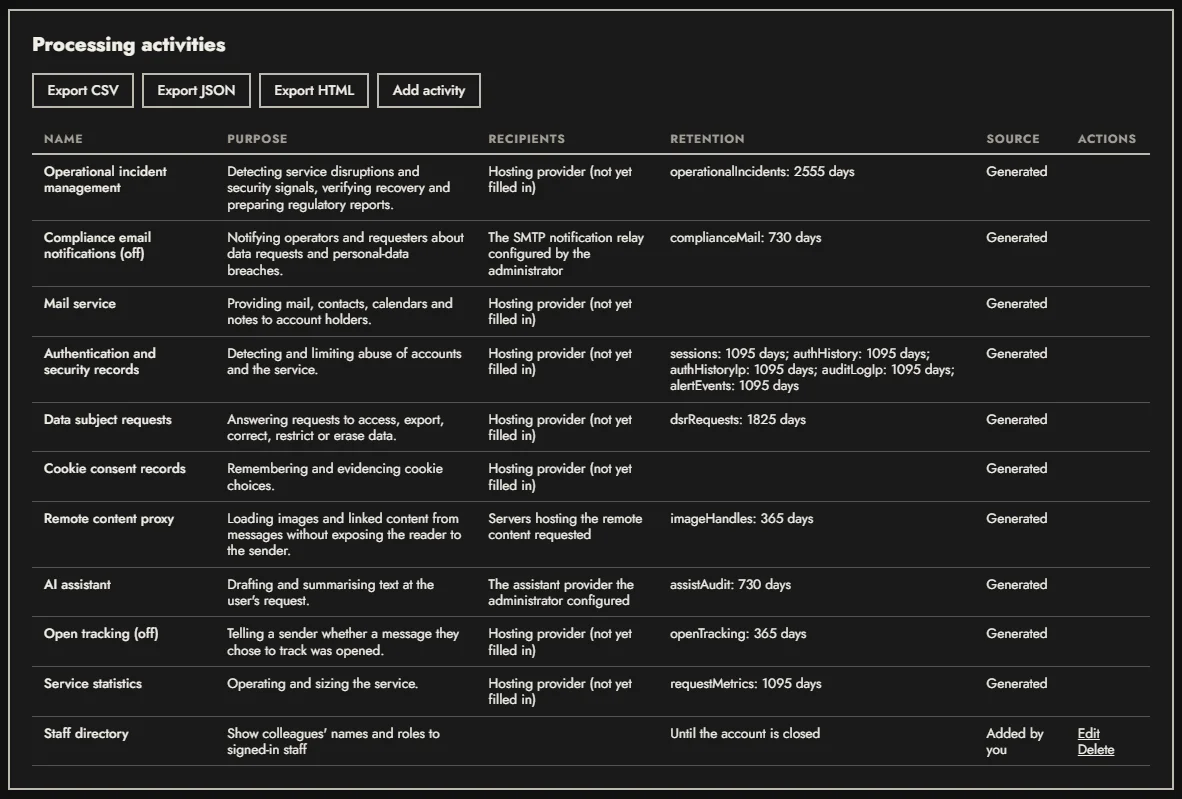 Processing activities
Export CSV Export JSON Export HTML Add activity
NAME PURPOSE RECIPIENTS RETENTION SOURCE ACTIONS
Operational incident Detecting service disruptions and Hosting provider (not yet operationalIncidents: 2555 days Generated
management security signals, verifying recovery and filled in)
preparing regulatory reports.
Compliance email Notifying operators and requesters about The SMTP notification relay complianceMail: 730 days Generated
notifications (off) data requests and personal-data configured by the
breaches. administrator
Mail service Providing mail, contacts, calendars and Hosting provider (not yet Generated
notes to account holders. filled in)
Authentication and Detecting and limiting abuse of accounts Hosting provider (not yet sessions: 1095 days; authHistory: 1095 days; Generated
security records and the service. filled in) authHistoryIp: 1095 days; auditLogIp: 1095 days;
alertEvents: 1095 days
Data subject requests Answering requests to access, export, Hosting provider (not yet dsrRequests: 1825 days Generated
correct, restrict or erase data. filled in)
Cookie consent records Remembering and evidencing cookie Hosting provider (not yet Generated
choices. filled in)
Remote content proxy Loading images and linked content from Servers hosting the remote imageHandles: 365 days Generated
messages without exposing the reader to content requested
the sender.
AI assistant Drafting and summarising text at the The assistant provider the assistAudit: 730 days Generated
user's request. administrator configured
Open tracking (off) Telling a sender whether a message they Hosting provider (not yet openTracking: 365 days Generated
chose to track was opened. filled in)
Service statistics Operating and sizing the service. Hosting provider (not yet requestMetrics: 1095 days Generated
filled in)
Staff directory Show colleagues' names and roles to Until the account is closed Added by Edit
signed-in staff you Delete